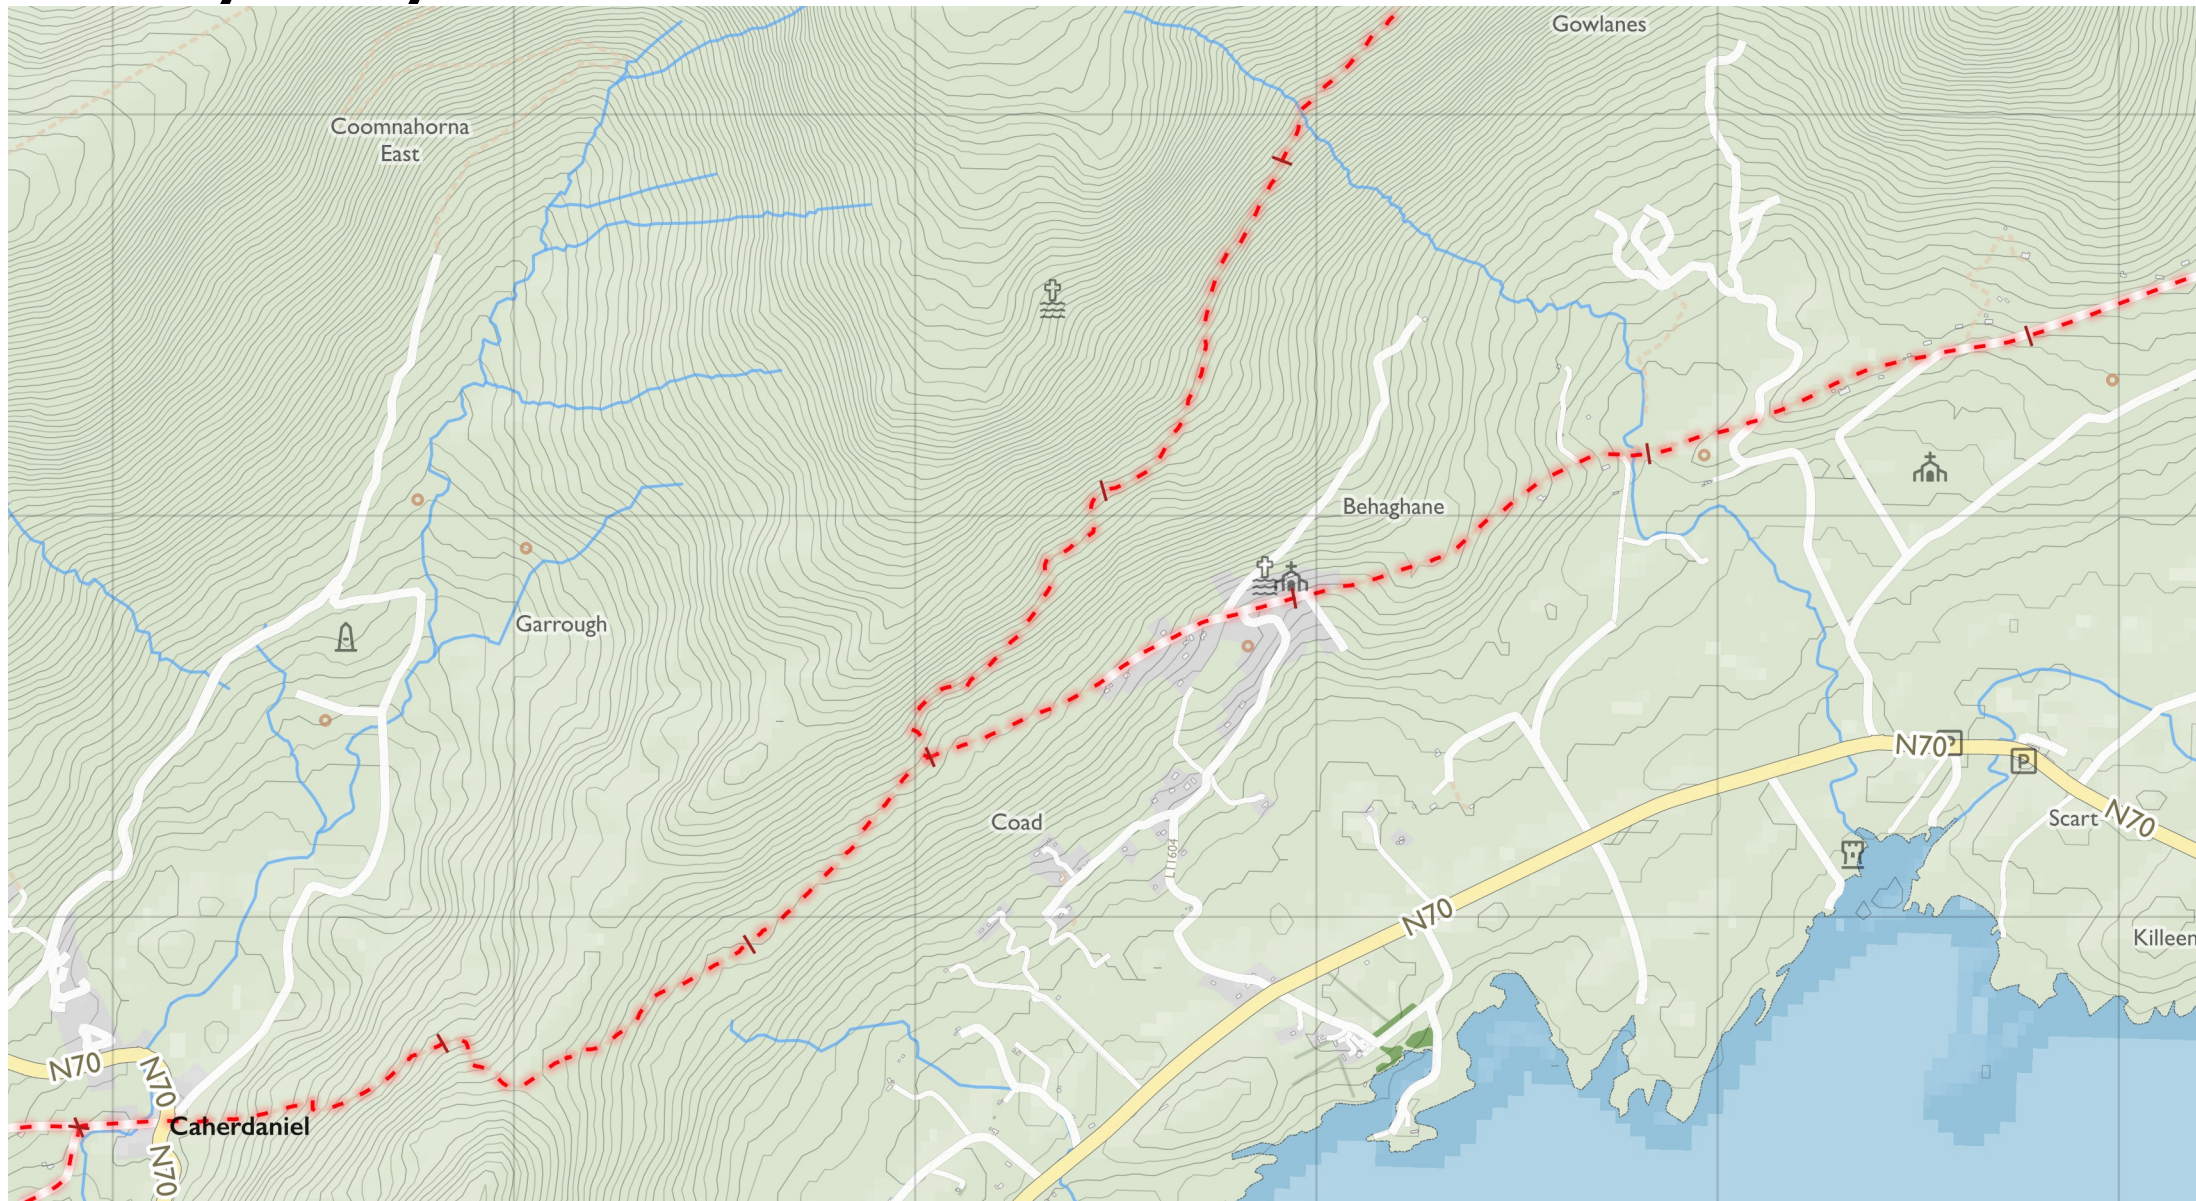 Gowlanes
Coomnahorna
East
Behaghane
Garrough
N70
P
P
Coad
Scart
N70
L11604
N70
Killeen
N70
N70
Caherdaniel
N70